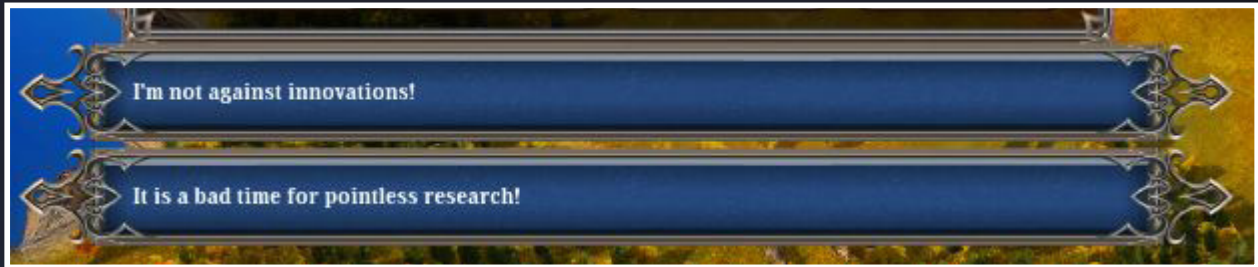 I'm not against innovations!
It is a bad time for pointless research!